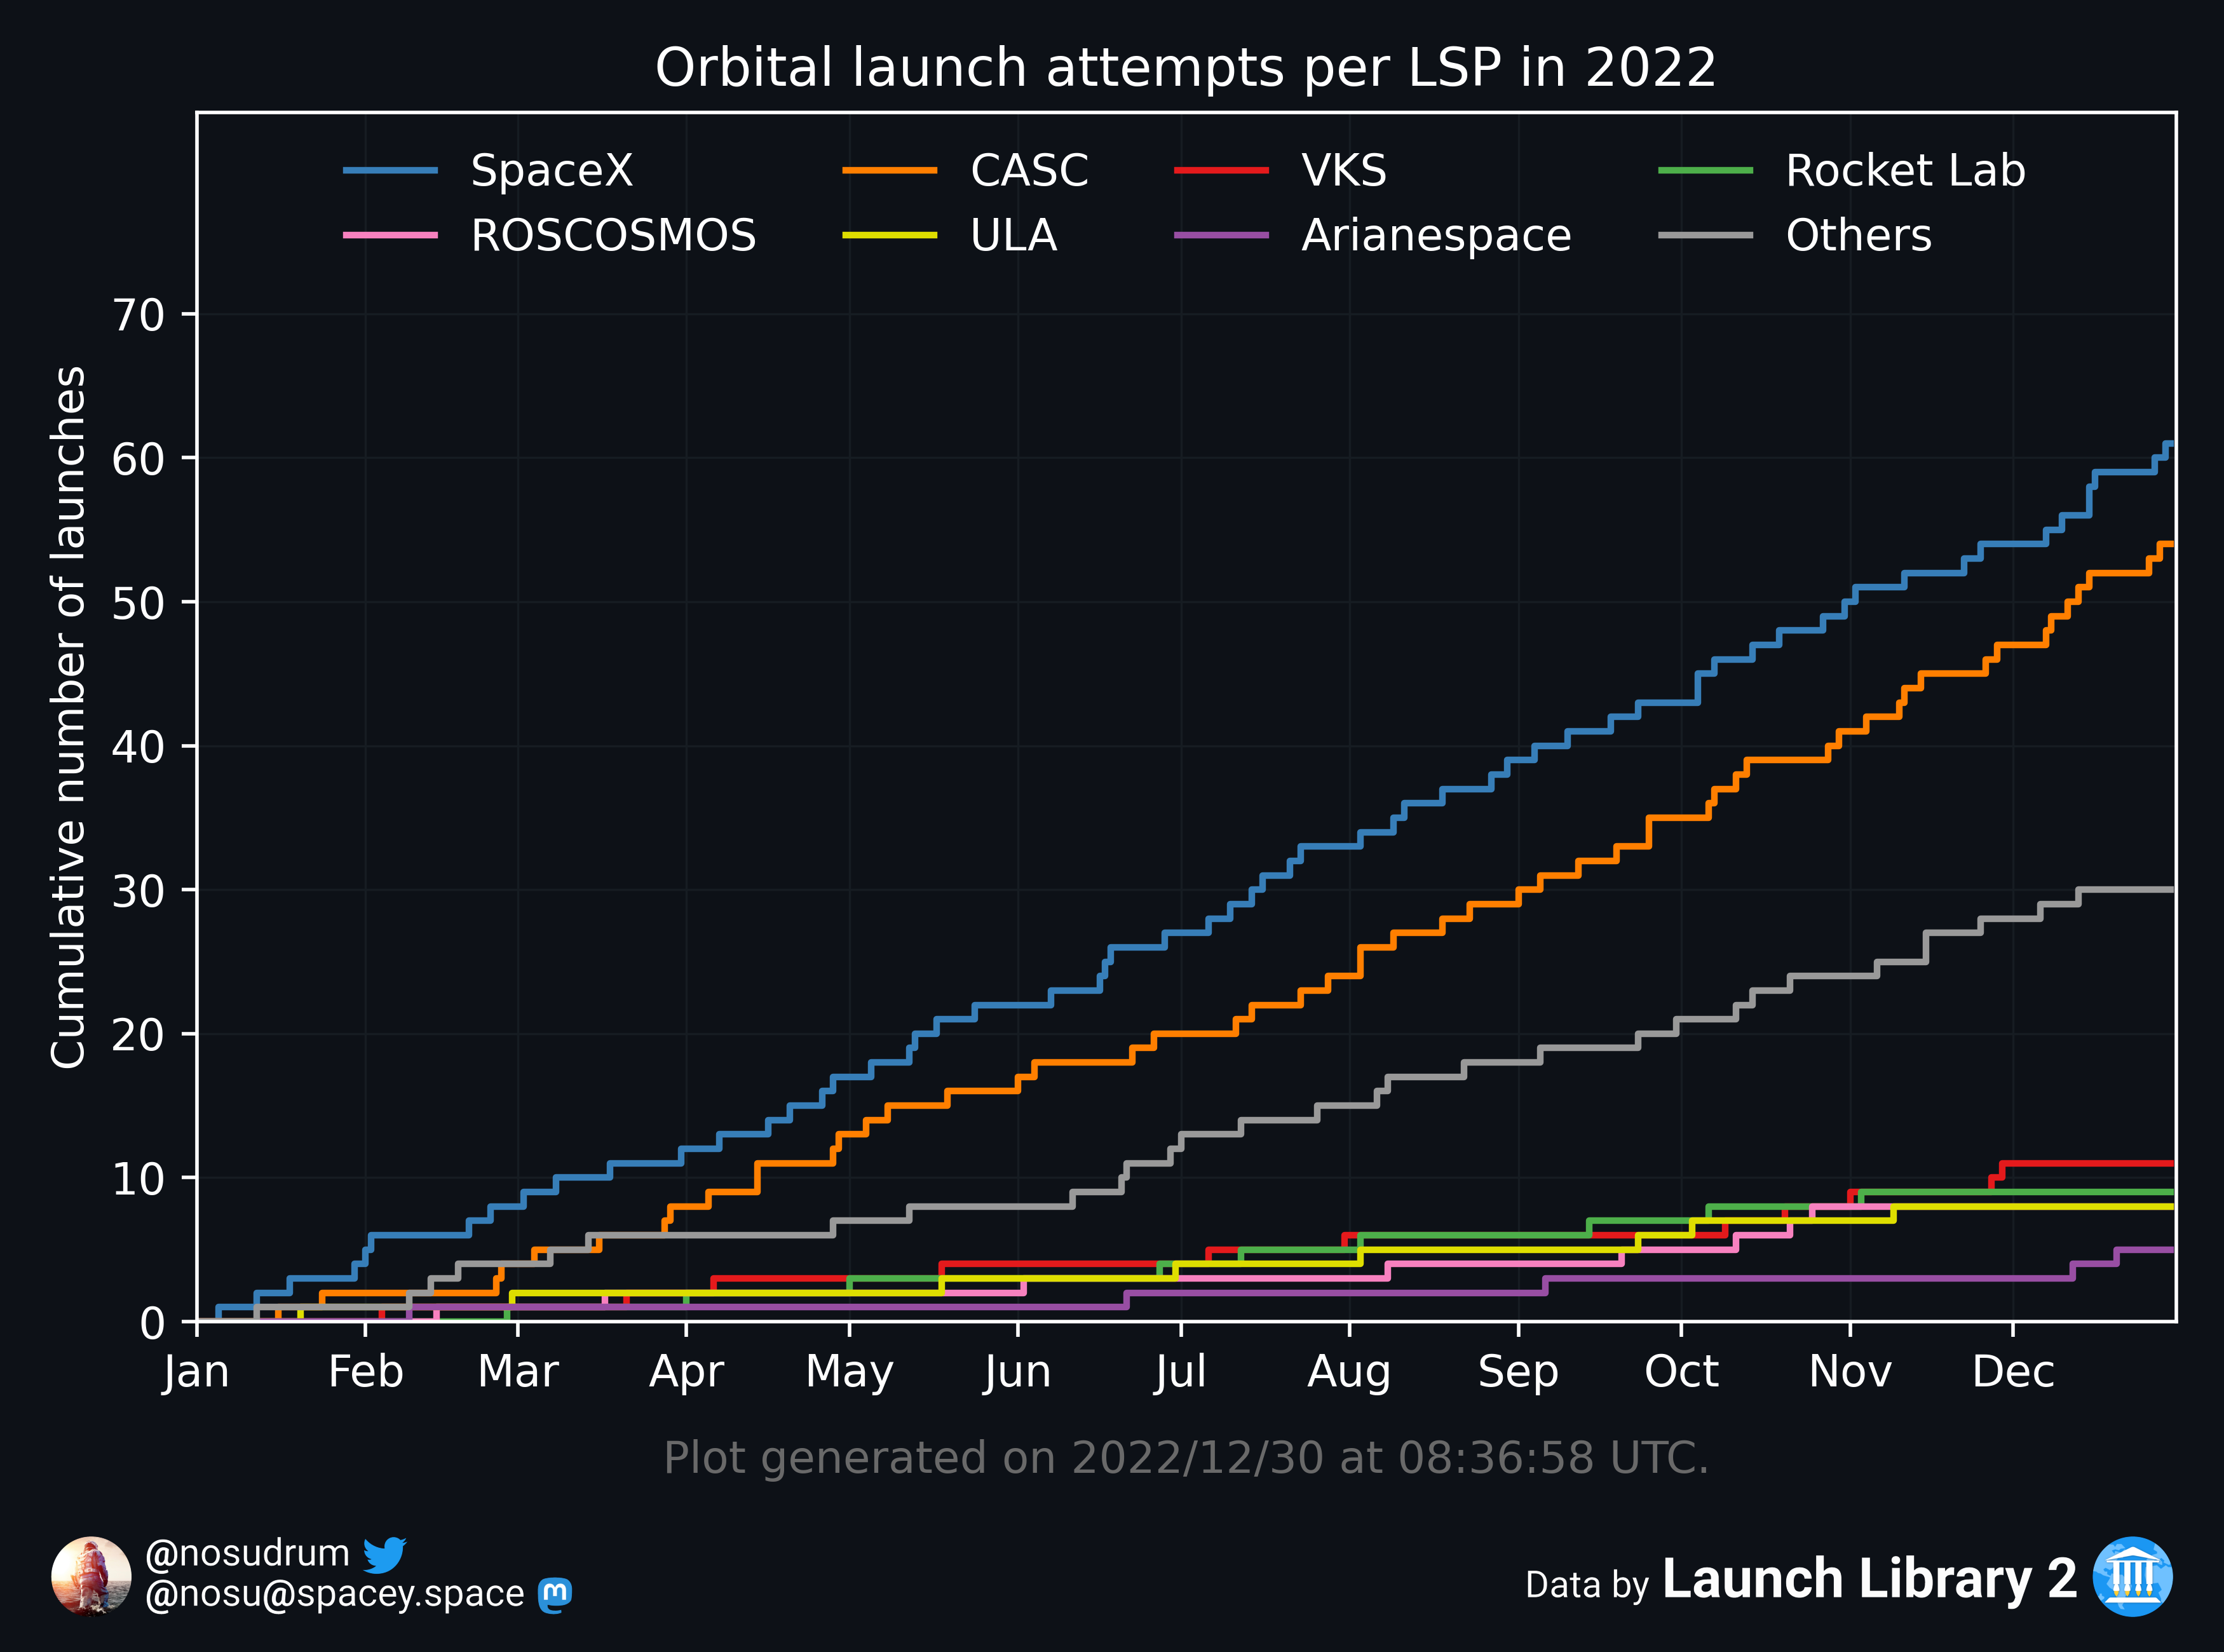 Orbital launch attempts per LSP in 2022
SpaceX CASC VKS Rocket Lab
ROSCOSMOS ULA Arianespace Others
70
60
50
40
30
20
10
0
Cumulative number of launches
Jan Feb Mar Apr May Jun Jul Aug Sep Oct Nov Dec
Plot generated on 2022/12/30 at 08:36:58 UTC.
@nosudrum
@nosu@spacey.space
Data by Launch Library 2